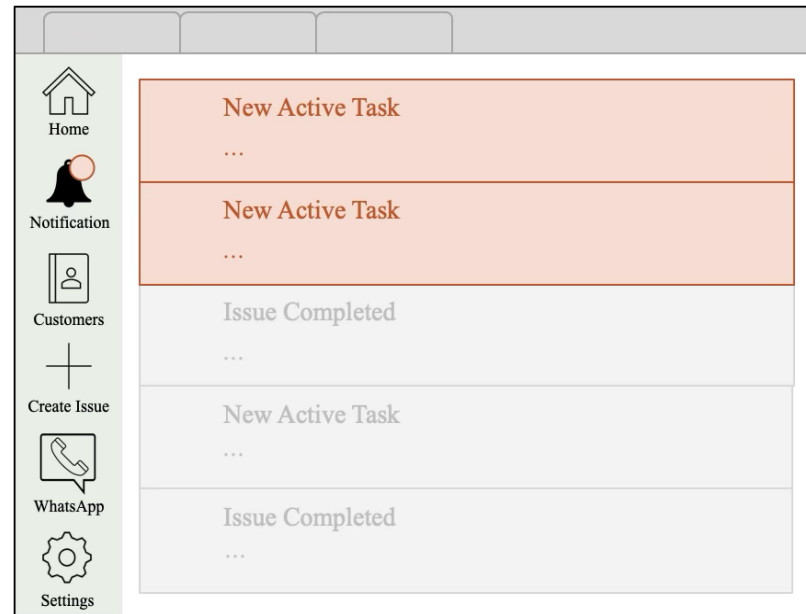 Home
Notification
Customers
Create Issue
WhatsApp
Settings
New Active Task
...
New Active Task
...
Issue Completed
...
New Active Task
...
Issue Completed
...